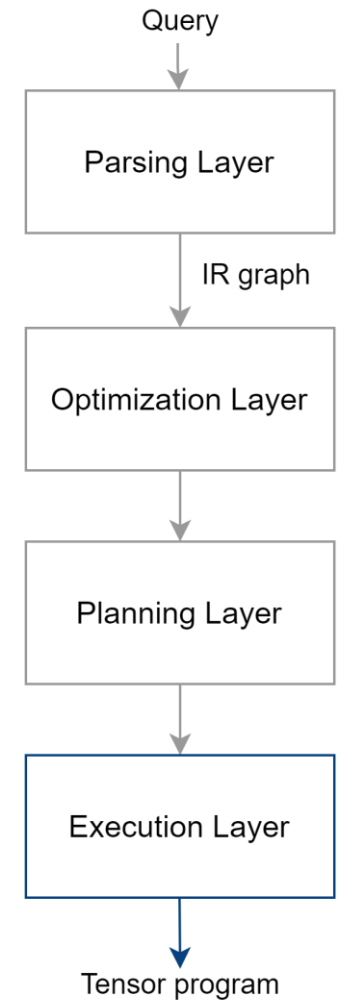 Query
Parsing Layer
IR graph
Optimization Layer
Planning Layer
Execution Layer
Tensor program